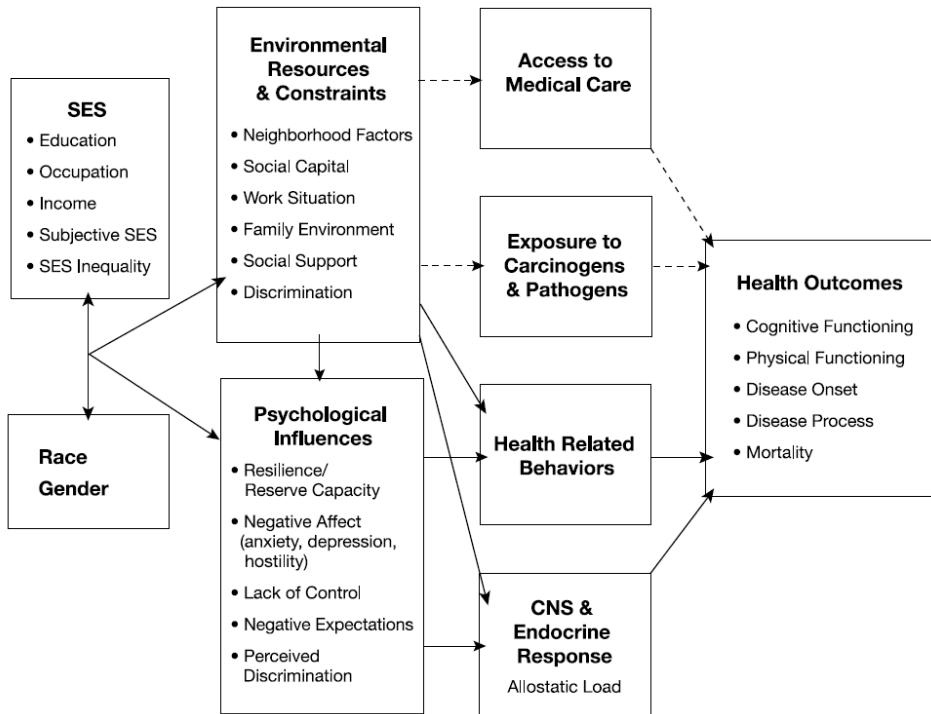 SES
• Education
• Occupation
• Income
• Subjective SES
• SES Inequality
Race
Gender
Environmental
Resources
& Constraints
• Neighborhood Factors
• Social Capital
• Work Situation
• Family Environment
• Social Support
• Discrimination
Psychological
Influences
• Resilience/
Reserve Capacity
• Negative Affect
(anxiety, depression,
hostility)
• Lack of Control
• Negative Expectations
• Perceived
Discrimination
Access to
Medical Care
Exposure to
Carcinogens
& Pathogens
Health Related
Behaviors
CNS &
Endocrine
Response
Allostatic Load
Health Outcomes
• Cognitive Functioning
• Physical Functioning
• Disease Onset
• Disease Process
• Mortality